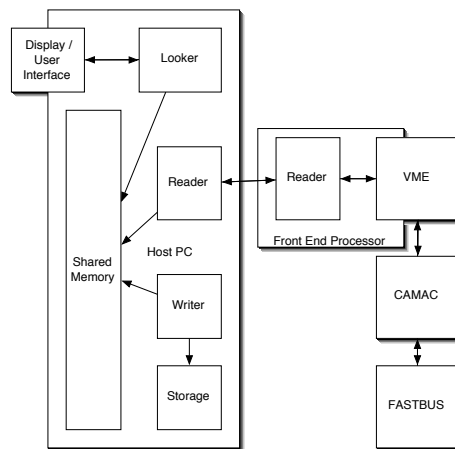 Display /
User
Interface
Looker
Reader
Reader
VME
Front End Processor
Host PC
Shared
Memory
CAMAC
Writer
Storage
FASTBUS